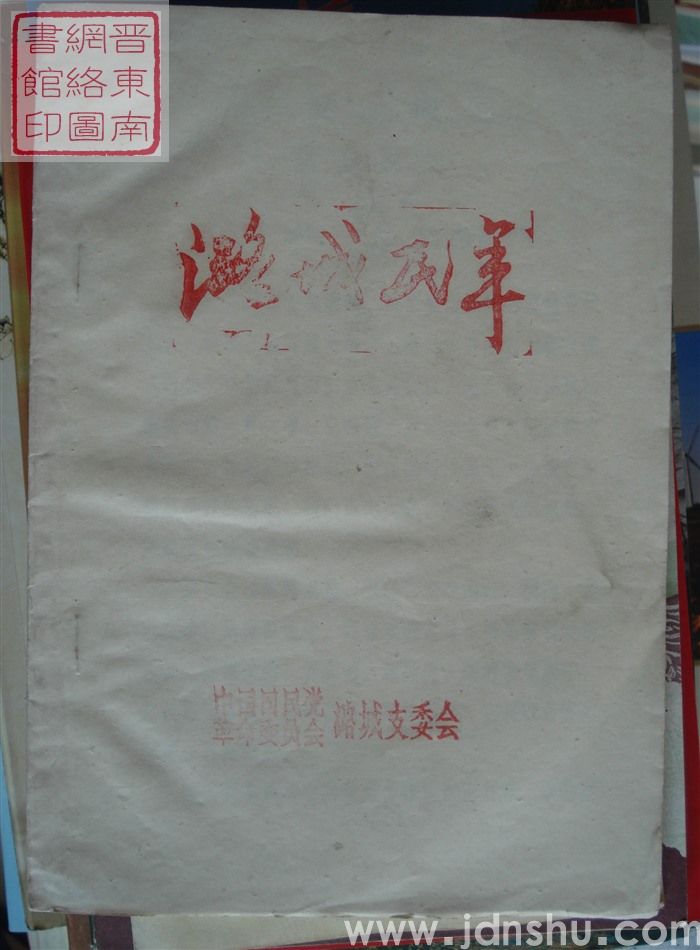 晋東南
網絡圖
書館印
潞城民革
中国国民党
革命委员会 潞城支委会
www.jdnshu.com